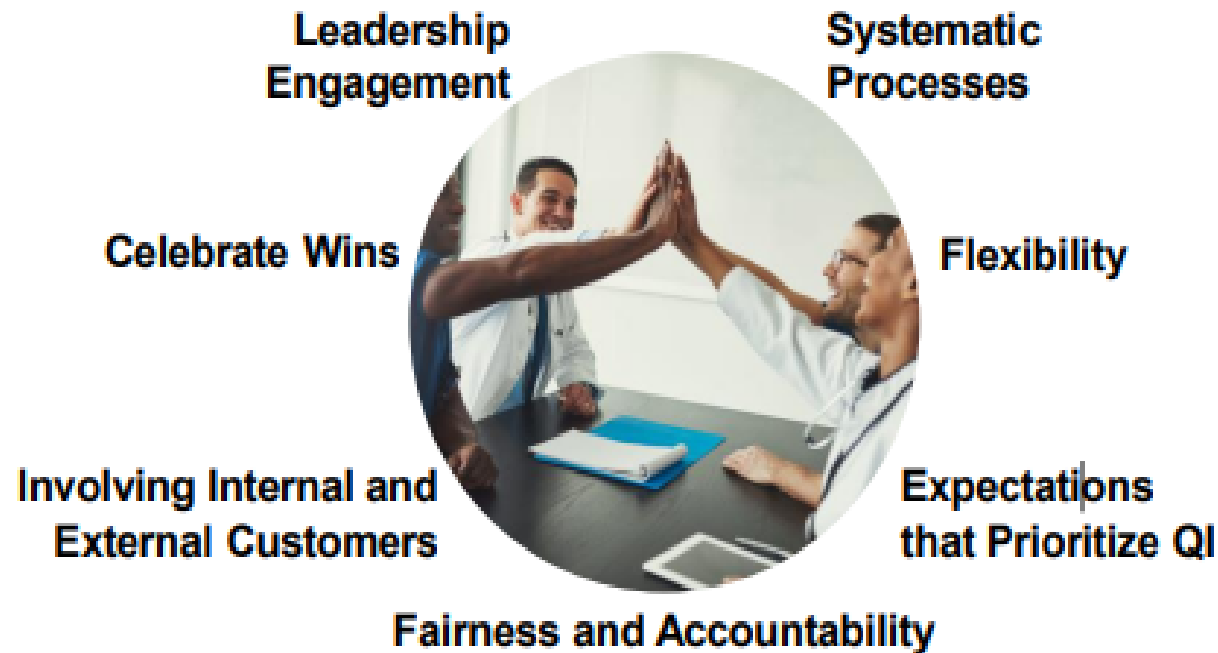 Leadership
Engagement
Systematic
Processes
Celebrate Wins
Flexibility
Involving Internal and
External Customers
Expectations
that Prioritize QI
Fairness and Accountability